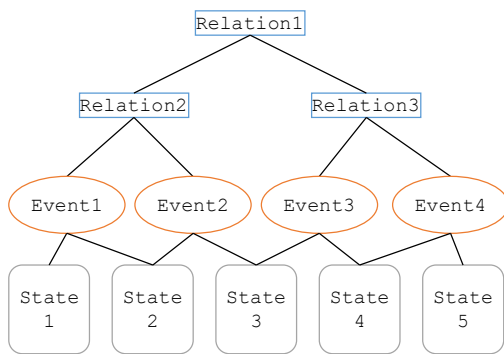 Relation1
Relation2
Relation3
Event1
Event2
Event3
Event4
State
1
State
2
State
3
State
4
State
5